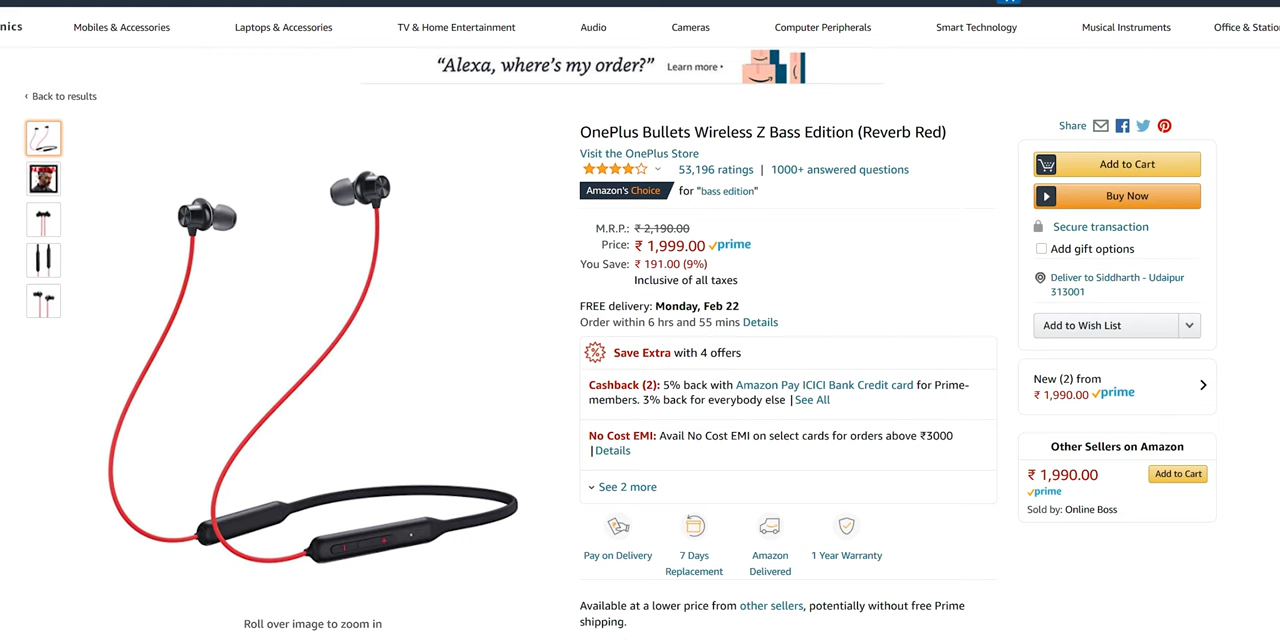 nics Mobiles & Accessories Laptops & Accessories TV & Home Entertainment Audio Cameras Computer Peripherals Smart Technology Musical Instruments Office & Statio
“Alexa, where’s my order?” Learn more
‹ Back to results
OnePlus Bullets Wireless Z Bass Edition (Reverb Red)
Visit the OnePlus Store
53,196 ratings | 1000+ answered questions
Amazon's Choice for "bass edition"
M.R.P.: ₹ 2,190.00
Price: ₹ 1,999.00 prime
You Save: ₹ 191.00 (9%)
Inclusive of all taxes
FREE delivery: Monday, Feb 22
Order within 6 hrs and 55 mins Details
Save Extra with 4 offers
Cashback (2): 5% back with Amazon Pay ICICI Bank Credit card for Prime-
members. 3% back for everybody else | See All
No Cost EMI: Avail No Cost EMI on select cards for orders above ₹3000
| Details
See 2 more
Pay on Delivery
7 Days
Replacement
Amazon
Delivered
1 Year Warranty
Available at a lower price from other sellers, potentially without free Prime
shipping.
Roll over image to zoom in
Share
Add to Cart
Buy Now
Secure transaction
Add gift options
Deliver to Siddharth - Udaipur
313001
Add to Wish List
New (2) from
₹ 1,990.00 prime
Other Sellers on Amazon
₹ 1,990.00 Add to Cart
prime
Sold by: Online Boss